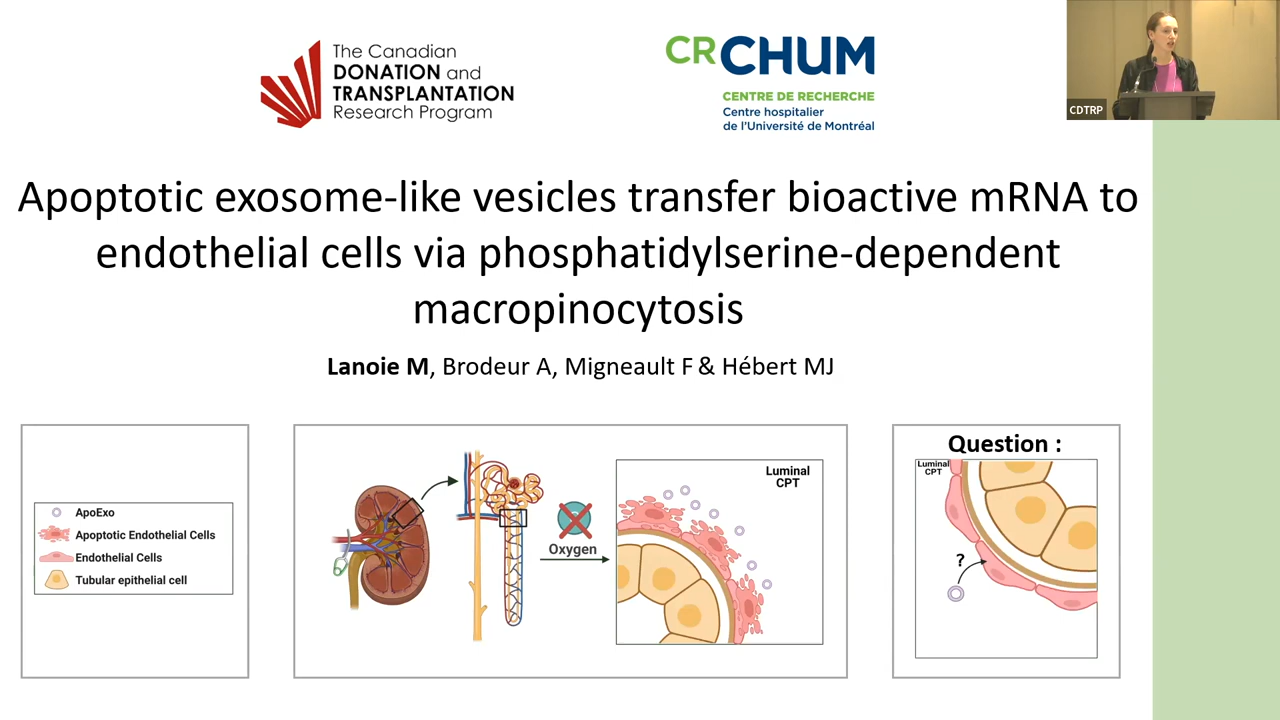 The Canadian
DONATION and
TRANSPLANTATION
Research Program
CRCHUM
CENTRE DE RECHERCHE
Centre hospitalier
de l'Université de Montréal
CDTRP
Apoptotic exosome-like vesicles transfer bioactive mRNA to
endothelial cells via phosphatidylserine-dependent
macropinocytosis
Lanoie M, Brodeur A, Migneault F & Hébert MJ
ApoExo
Apoptotic Endothelial Cells
Endothelial Cells
Tubular epithelial cell
Oxygen
Luminal
CPT
Question :
Luminal
CPT
?